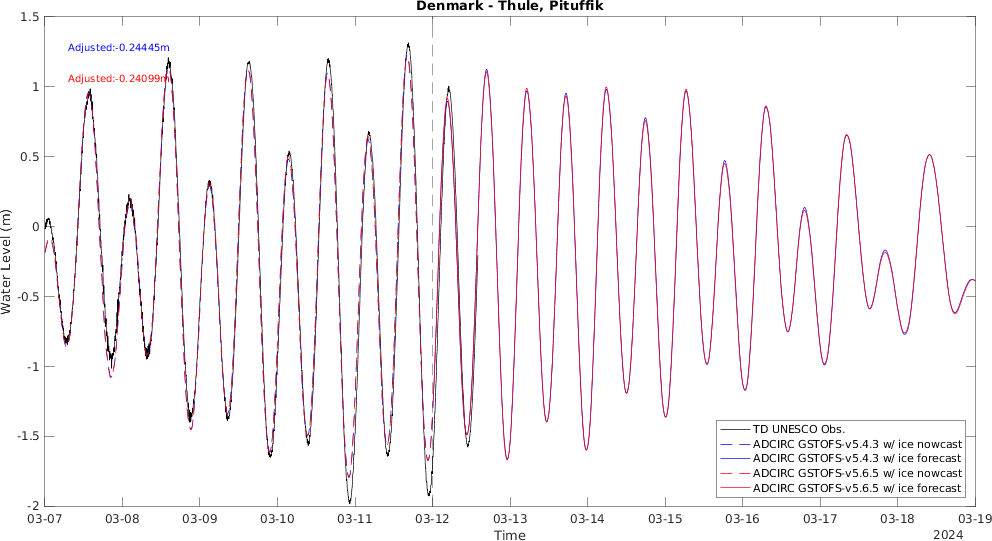 Denmark - Thule, Pituffik
1.5
1
0.5
0
-0.5
-1
-1.5
-2
Water Level (m)
Adjusted:-0.24445m
Adjusted:-0.24099m
TD UNESCO Obs.
ADCIRC GSTOFS-v5.4.3 w/ ice nowcast
ADCIRC GSTOFS-v5.4.3 w/ ice forecast
ADCIRC GSTOFS-v5.6.5 w/ ice nowcast
ADCIRC GSTOFS-v5.6.5 w/ ice forecast
03-07 03-08 03-09 03-10 03-11 03-12 03-13 03-14 03-15 03-16 03-17 03-18 03-19
Time
2024